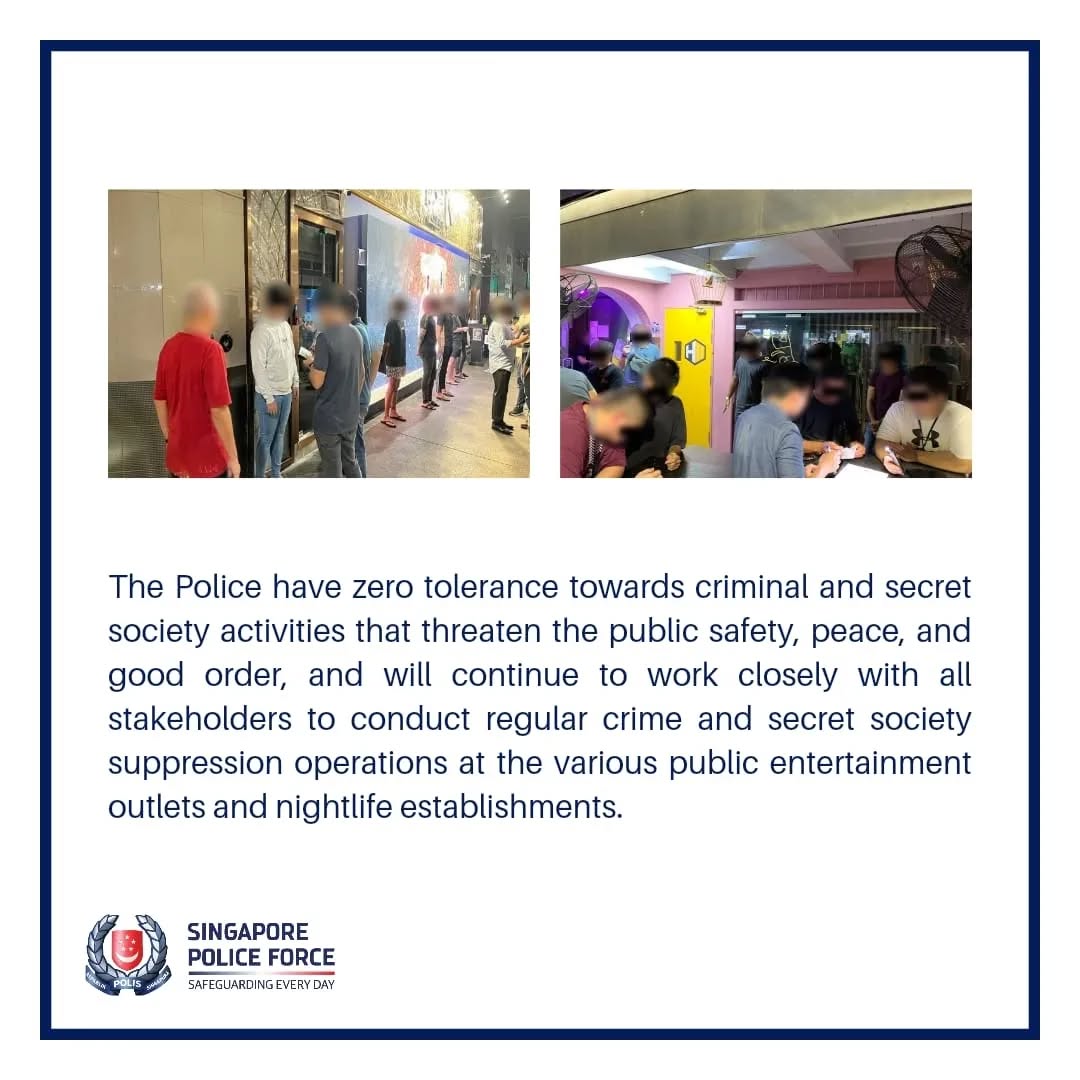 The Police have zero tolerance towards criminal and secret
society activities that threaten the public safety, peace, and
good order, and will continue to work closely with all
stakeholders to conduct regular crime and secret society
suppression operations at the various public entertainment
outlets and nightlife establishments.
SINGAPORE
POLICE FORCE
SAFEGUARDING EVERY DAY
REPUBLIK POLIS SINGAPURA